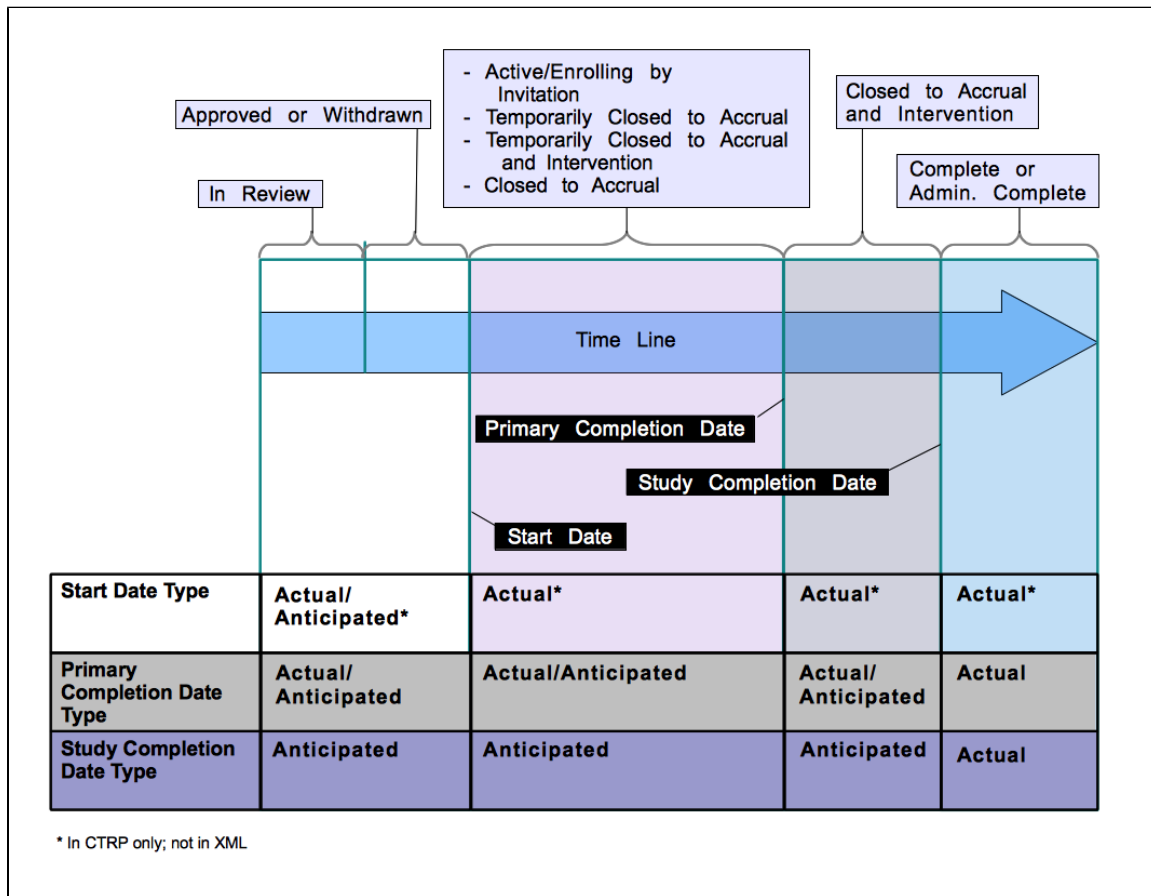 - Active/Enrolling by
Invitation
- Temporarily Closed to Accrual
- Temporarily Closed to Accrual
and Intervention
- Closed to Accrual
Closed to Accrual
and Intervention
Approved or Withdrawn
In Review
Complete or
Admin. Complete
Time Line
Primary Completion Date
Study Completion Date
Start Date
Start Date Type
Actual/
Anticipated*
Actual*
Actual*
Actual*
Primary
Completion Date
Type
Actual/
Anticipated
Actual/Anticipated
Actual/
Anticipated
Actual
Study Completion
Date Type
Anticipated
Anticipated
Anticipated
Actual
* In CTRP only; not in XML